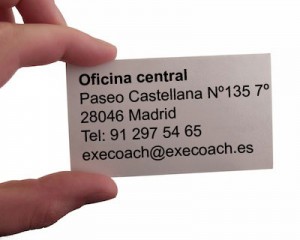 Oficina central
Paseo Castellana Nº135 7º
28046 Madrid
Tel: 91 297 54 65
execoach@execoach.es